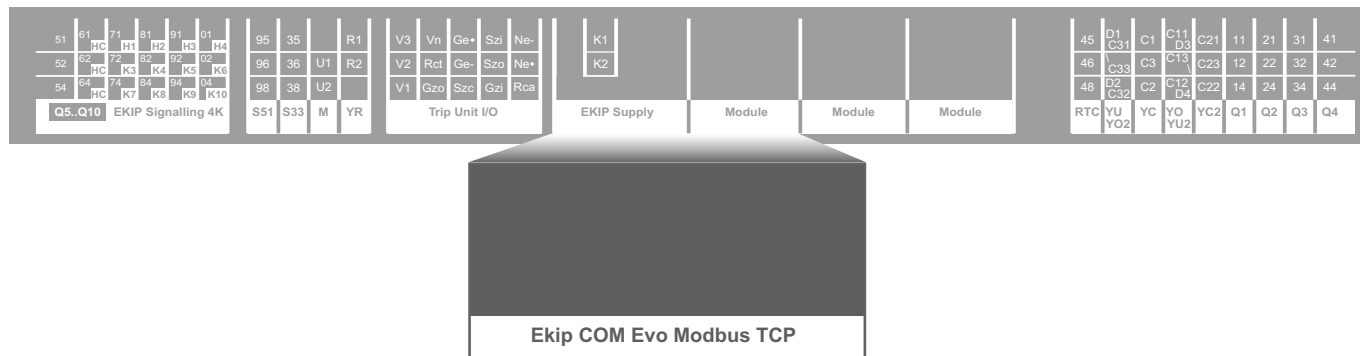 51 61 HC 71 H1 81 H2 91 H3 01 H4 95 35 R1 V3 Vn Ge• Szi Ne- K1 45 D1 C31 C1 C11 D3 C21 11 21 31 41
52 62 HC 72 K3 82 K4 92 K5 02 K6 96 36 U1 R2 V2 Rct Ge- Szo Ne• K2 46 \ C33 C3 C13 \ C23 12 22 32 42
54 64 HC 74 K7 84 K8 94 K9 04 K10 98 38 U2 V1 Gzo Szc Gzi Rca 48 D2 C32 C2 C12 D4 C22 14 24 34 44
Q5..Q10 EKIP Signalling 4K S51 S33 M YR Trip Unit I/O EKIP Supply Module Module Module RTC YU YC YO YC2 Q1 Q2 Q3 Q4
YO2 YU2
Ekip COM Evo Modbus TCP